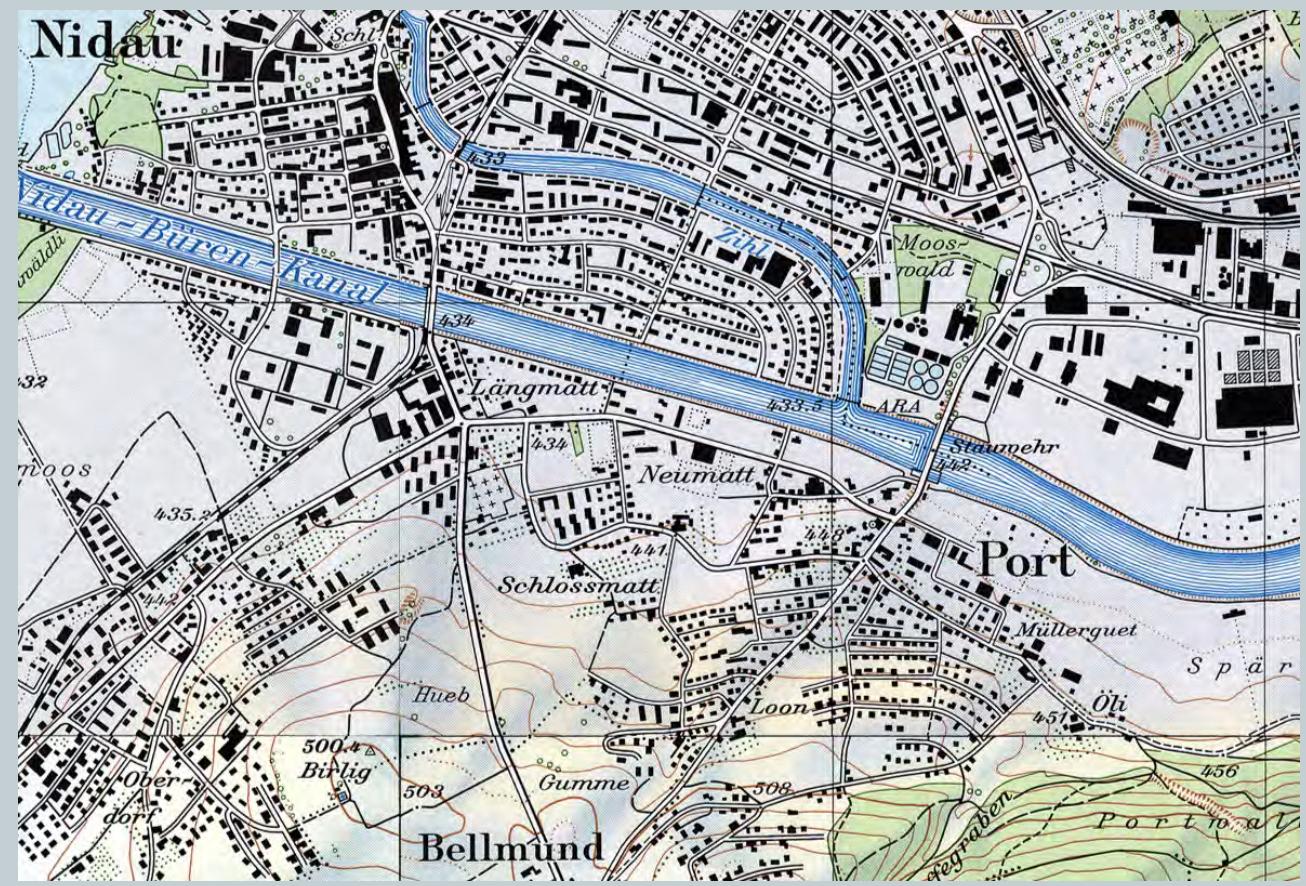 Nidau
Schl.
433
Nidau-Büren-Kanal
Zihl
Moos-
wald
434
32
Längmatt
433.5
ARA
434
Stauwehr
442
moos
Neumatt
435.2
441
448
Port
Schlossmatt
442
Müllerguet
Spär
Hueb
Loon
Öli
451
500.4
Birlig
Ober-
dorf
503
Gumme
508
456
Portwal
Bellmund